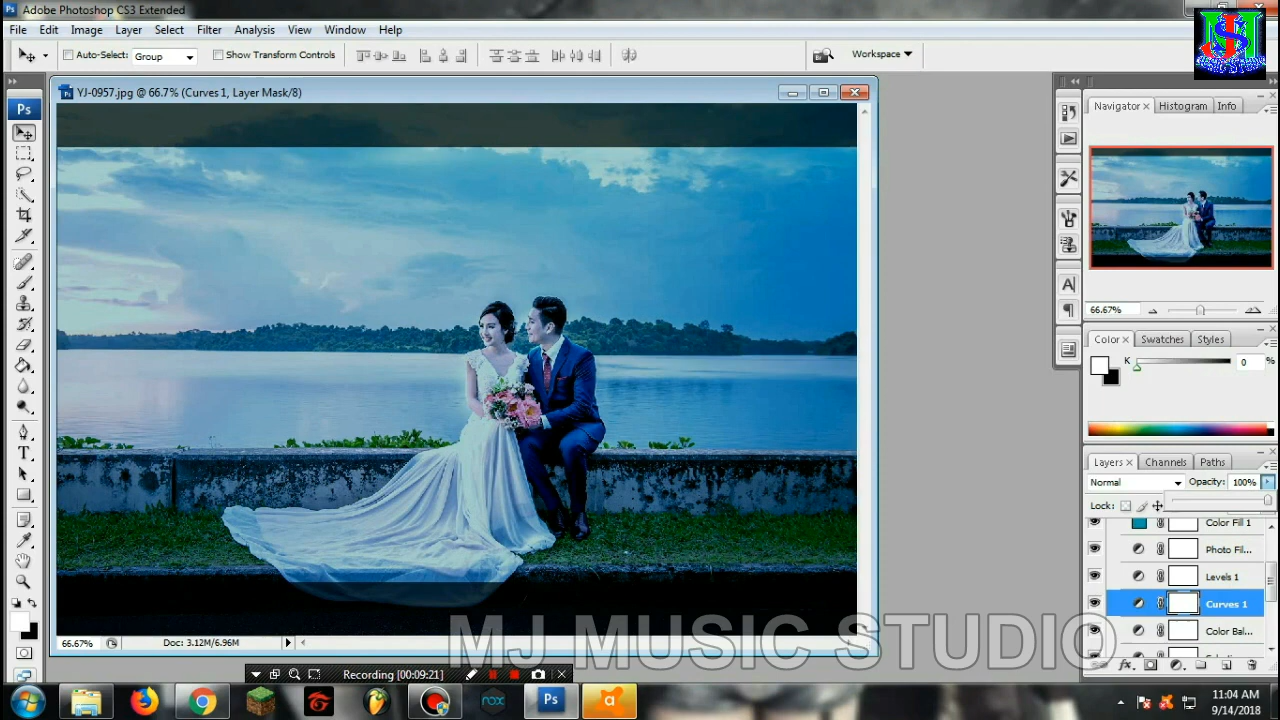 Adobe Photoshop CS3 Extended
File Edit Image Layer Select Filter Analysis View Window Help
Auto-Select: Group Show Transform Controls Workspace
YJ-0957.jpg @ 66.7% (Curves 1, Layer Mask/8)
Ps
Navigator Histogram Info
66.67%
Color Swatches Styles
K 0 %
Layers Channels Paths
Normal Opacity: 100%
Lock:
Color Fill 1
Photo Fil...
Levels 1
Curves 1
Color Bal...
66.67% Doc: 3.12M/6.96M
MJ MUSIC STUDIO
Recording [00:09:21]
nox
Ps
11:04 AM
9/14/2018